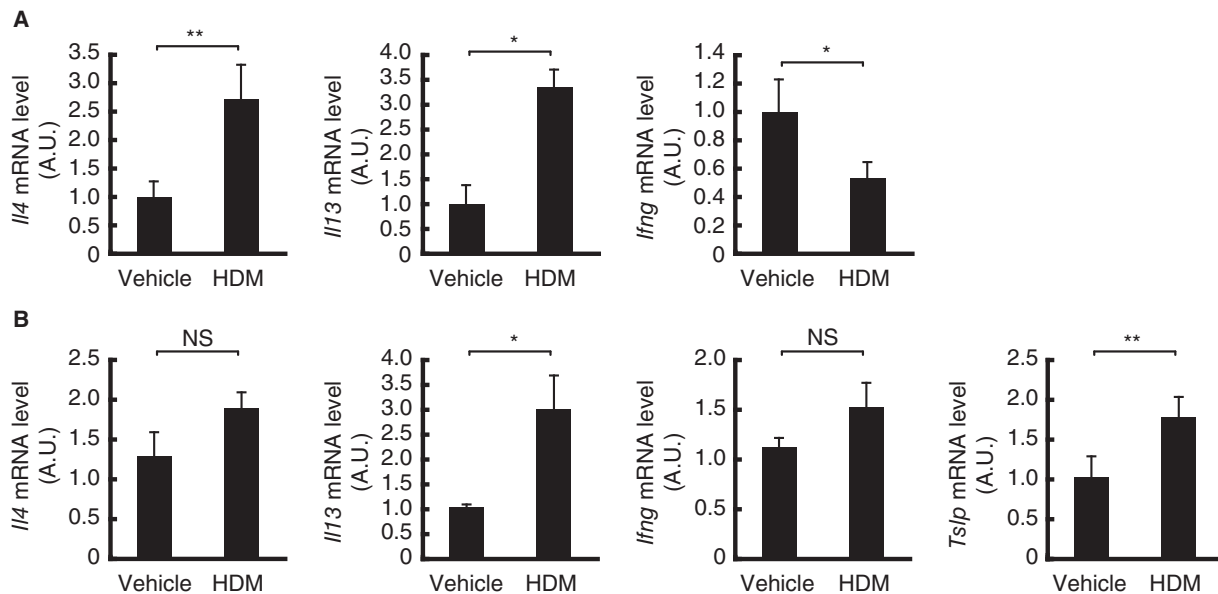 A
Il4 mRNA level
(A.U.)
3.5
3.0
2.5
2.0
1.5
1.0
0.5
0
**
Vehicle HDM
Il13 mRNA level
(A.U.)
4.0
3.5
3.0
2.5
2.0
1.5
1.0
0.5
0
*
Vehicle HDM
Ifng mRNA level
(A.U.)
1.4
1.2
1.0
0.8
0.6
0.4
0.2
0
*
Vehicle HDM
B
Il4 mRNA level
(A.U.)
2.5
2.0
1.5
1.0
0.5
0
NS
Vehicle HDM
Il13 mRNA level
(A.U.)
4.0
3.5
3.0
2.5
2.0
1.5
1.0
0.5
0
*
Vehicle HDM
Ifng mRNA level
(A.U.)
2.0
1.5
1.0
0.5
0
NS
Vehicle HDM
Tslp mRNA level
(A.U.)
2.5
2.0
1.5
1.0
0.5
0
**
Vehicle HDM